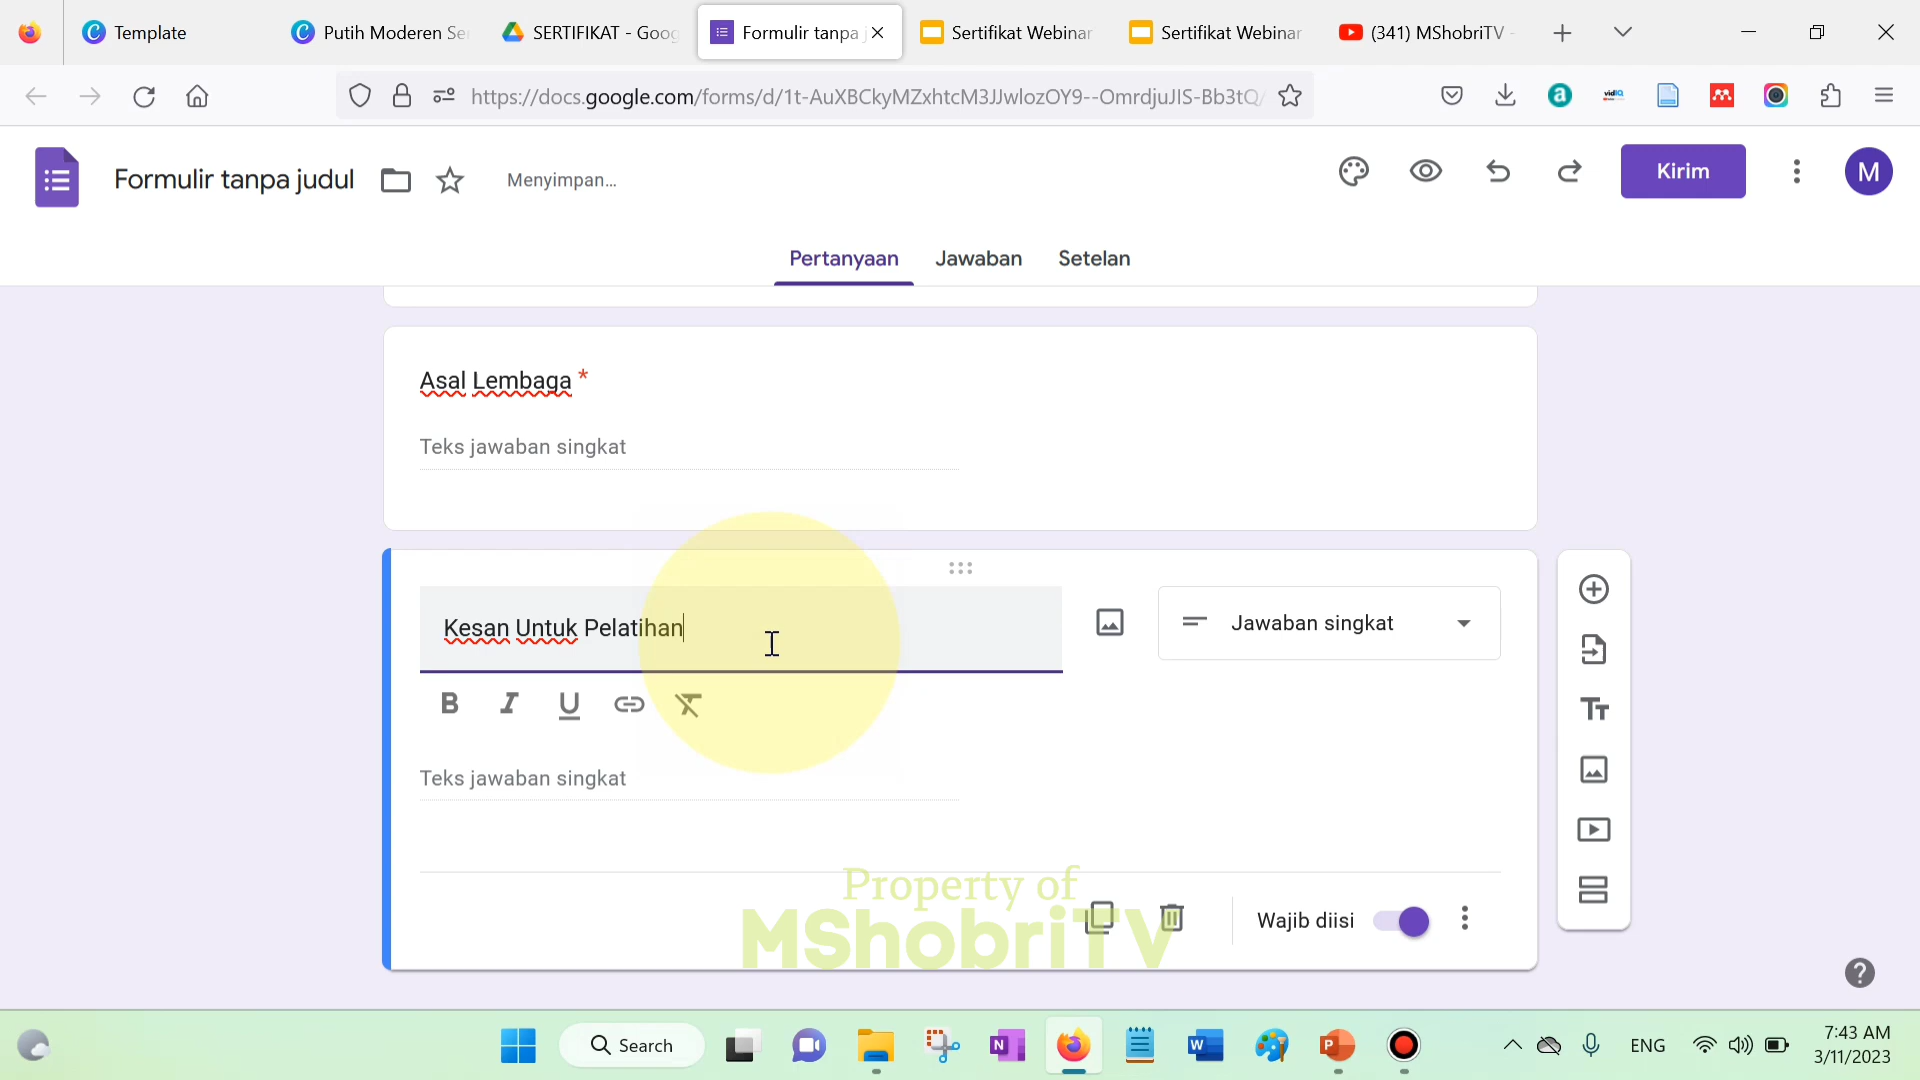 Template
Putih Moderen Se
SERTIFIKAT - Goog
Formulir tanpa j
Sertifikat Webinar
Sertifikat Webinar
(341) MShobriTV -
https://docs.google.com/forms/d/1t-AuXBCkyMZxhtcM3JJwlozOY9--OmrdjuJIS-Bb3tQ/
Formulir tanpa judul
Menyimpan...
Kirim
M
Pertanyaan
Jawaban
Setelan
Asal Lembaga *
Teks jawaban singkat
Kesan Untuk Pelatihan
Jawaban singkat
Teks jawaban singkat
Property of
MShobriTV
Wajib diisi
Search
ENG
7:43 AM
3/11/2023